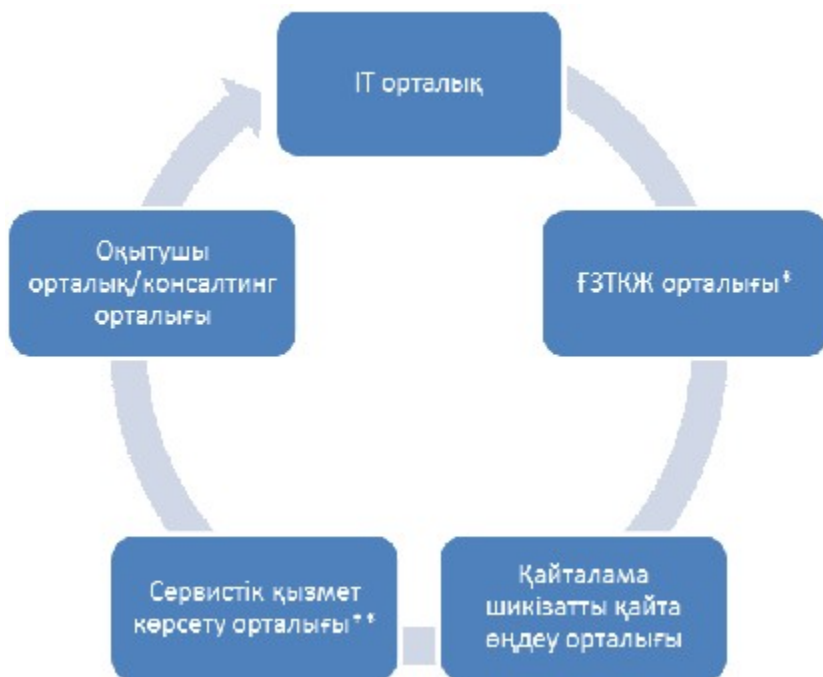 IT орталық
ҒЗТКЖ орталығы*
Қайталама
шикізатты қайта
өңдеу орталығы
Сервистік қызмет
көрсету орталығы**
Оқытушы
орталық/консалтинг
орталығы